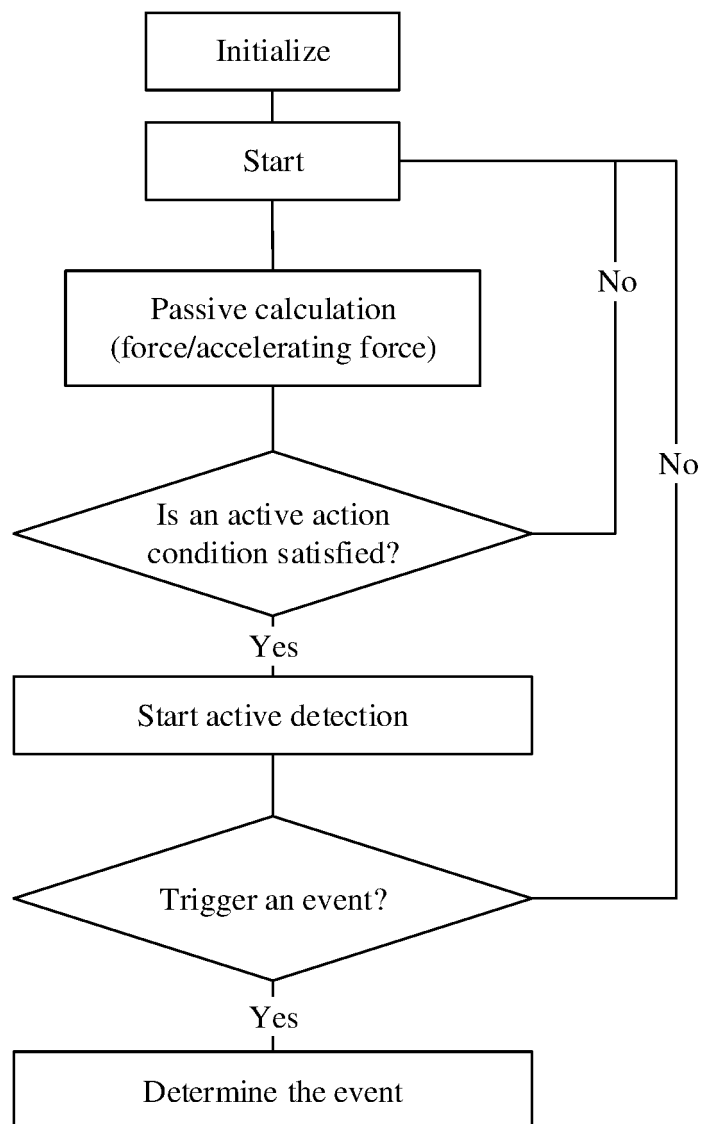 Initialize
Start
No
Passive calculation
(force/accelerating force)
No
Is an active action
condition satisfied?
Yes
Start active detection
Trigger an event?
Yes
Determine the event